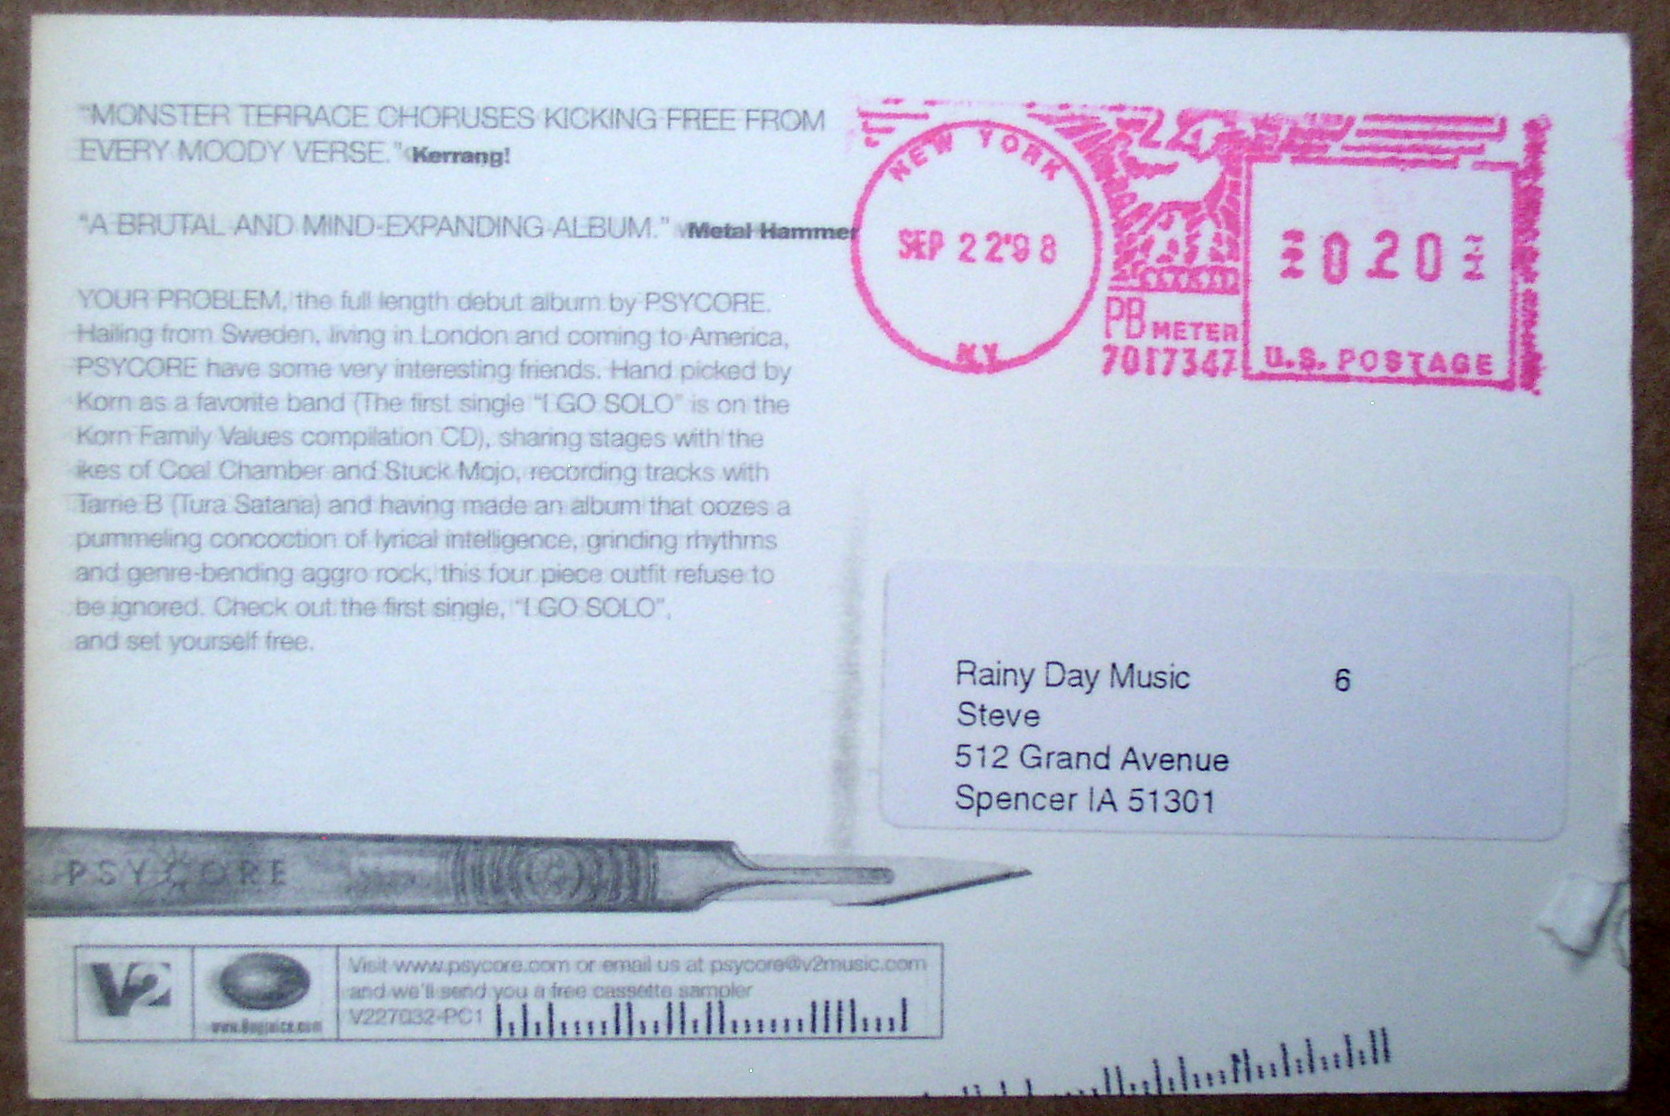 "MONSTER TERRACE CHORUSES KICKING FREE FROM
EVERY MOODY VERSE." Kerrang!
"A BRUTAL AND MIND-EXPANDING ALBUM." Metal Hammer
YOUR PROBLEM, the full length debut album by PSYCORE.
Hailing from Sweden, living in London and coming to America,
PSYCORE have some very interesting friends. Hand picked by
Korn as a favorite band (The first single "I GO SOLO" is on the
Korn Family Values compilation CD), sharing stages with the
ikes of Coal Chamber and Stuck Mojo, recording tracks with
Tarrie B (Tura Satana) and having made an album that oozes a
pummeling concoction of lyrical intelligence, grinding rhythms
and genre-bending aggro rock, this four piece outfit refuse to
be ignored. Check out the first single, "I GO SOLO",
and set yourself free.
NEW YORK
SEP 22'98
N.Y.
PB METER
7017347
020
U.S. POSTAGE
Rainy Day Music 6
Steve
512 Grand Avenue
Spencer IA 51301
PSYCORE
V2
Visit www.psycore.com or email us at psycore@v2music.com
and we'll send you a free cassette sampler
V227032-PC1